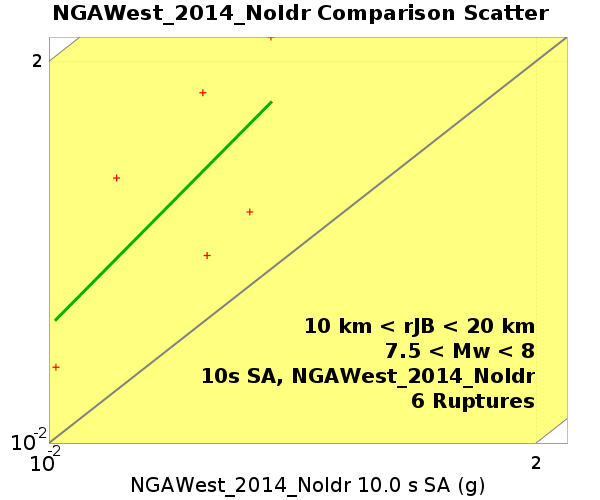 NGAWest_2014_NoIdr Comparison Scatter
2
10 km < rJB < 20 km
7.5 < Mw < 8
10s SA, NGAWest_2014_NoIdr
6 Ruptures
10^-2
10^-2
2
NGAWest_2014_NoIdr 10.0 s SA (g)